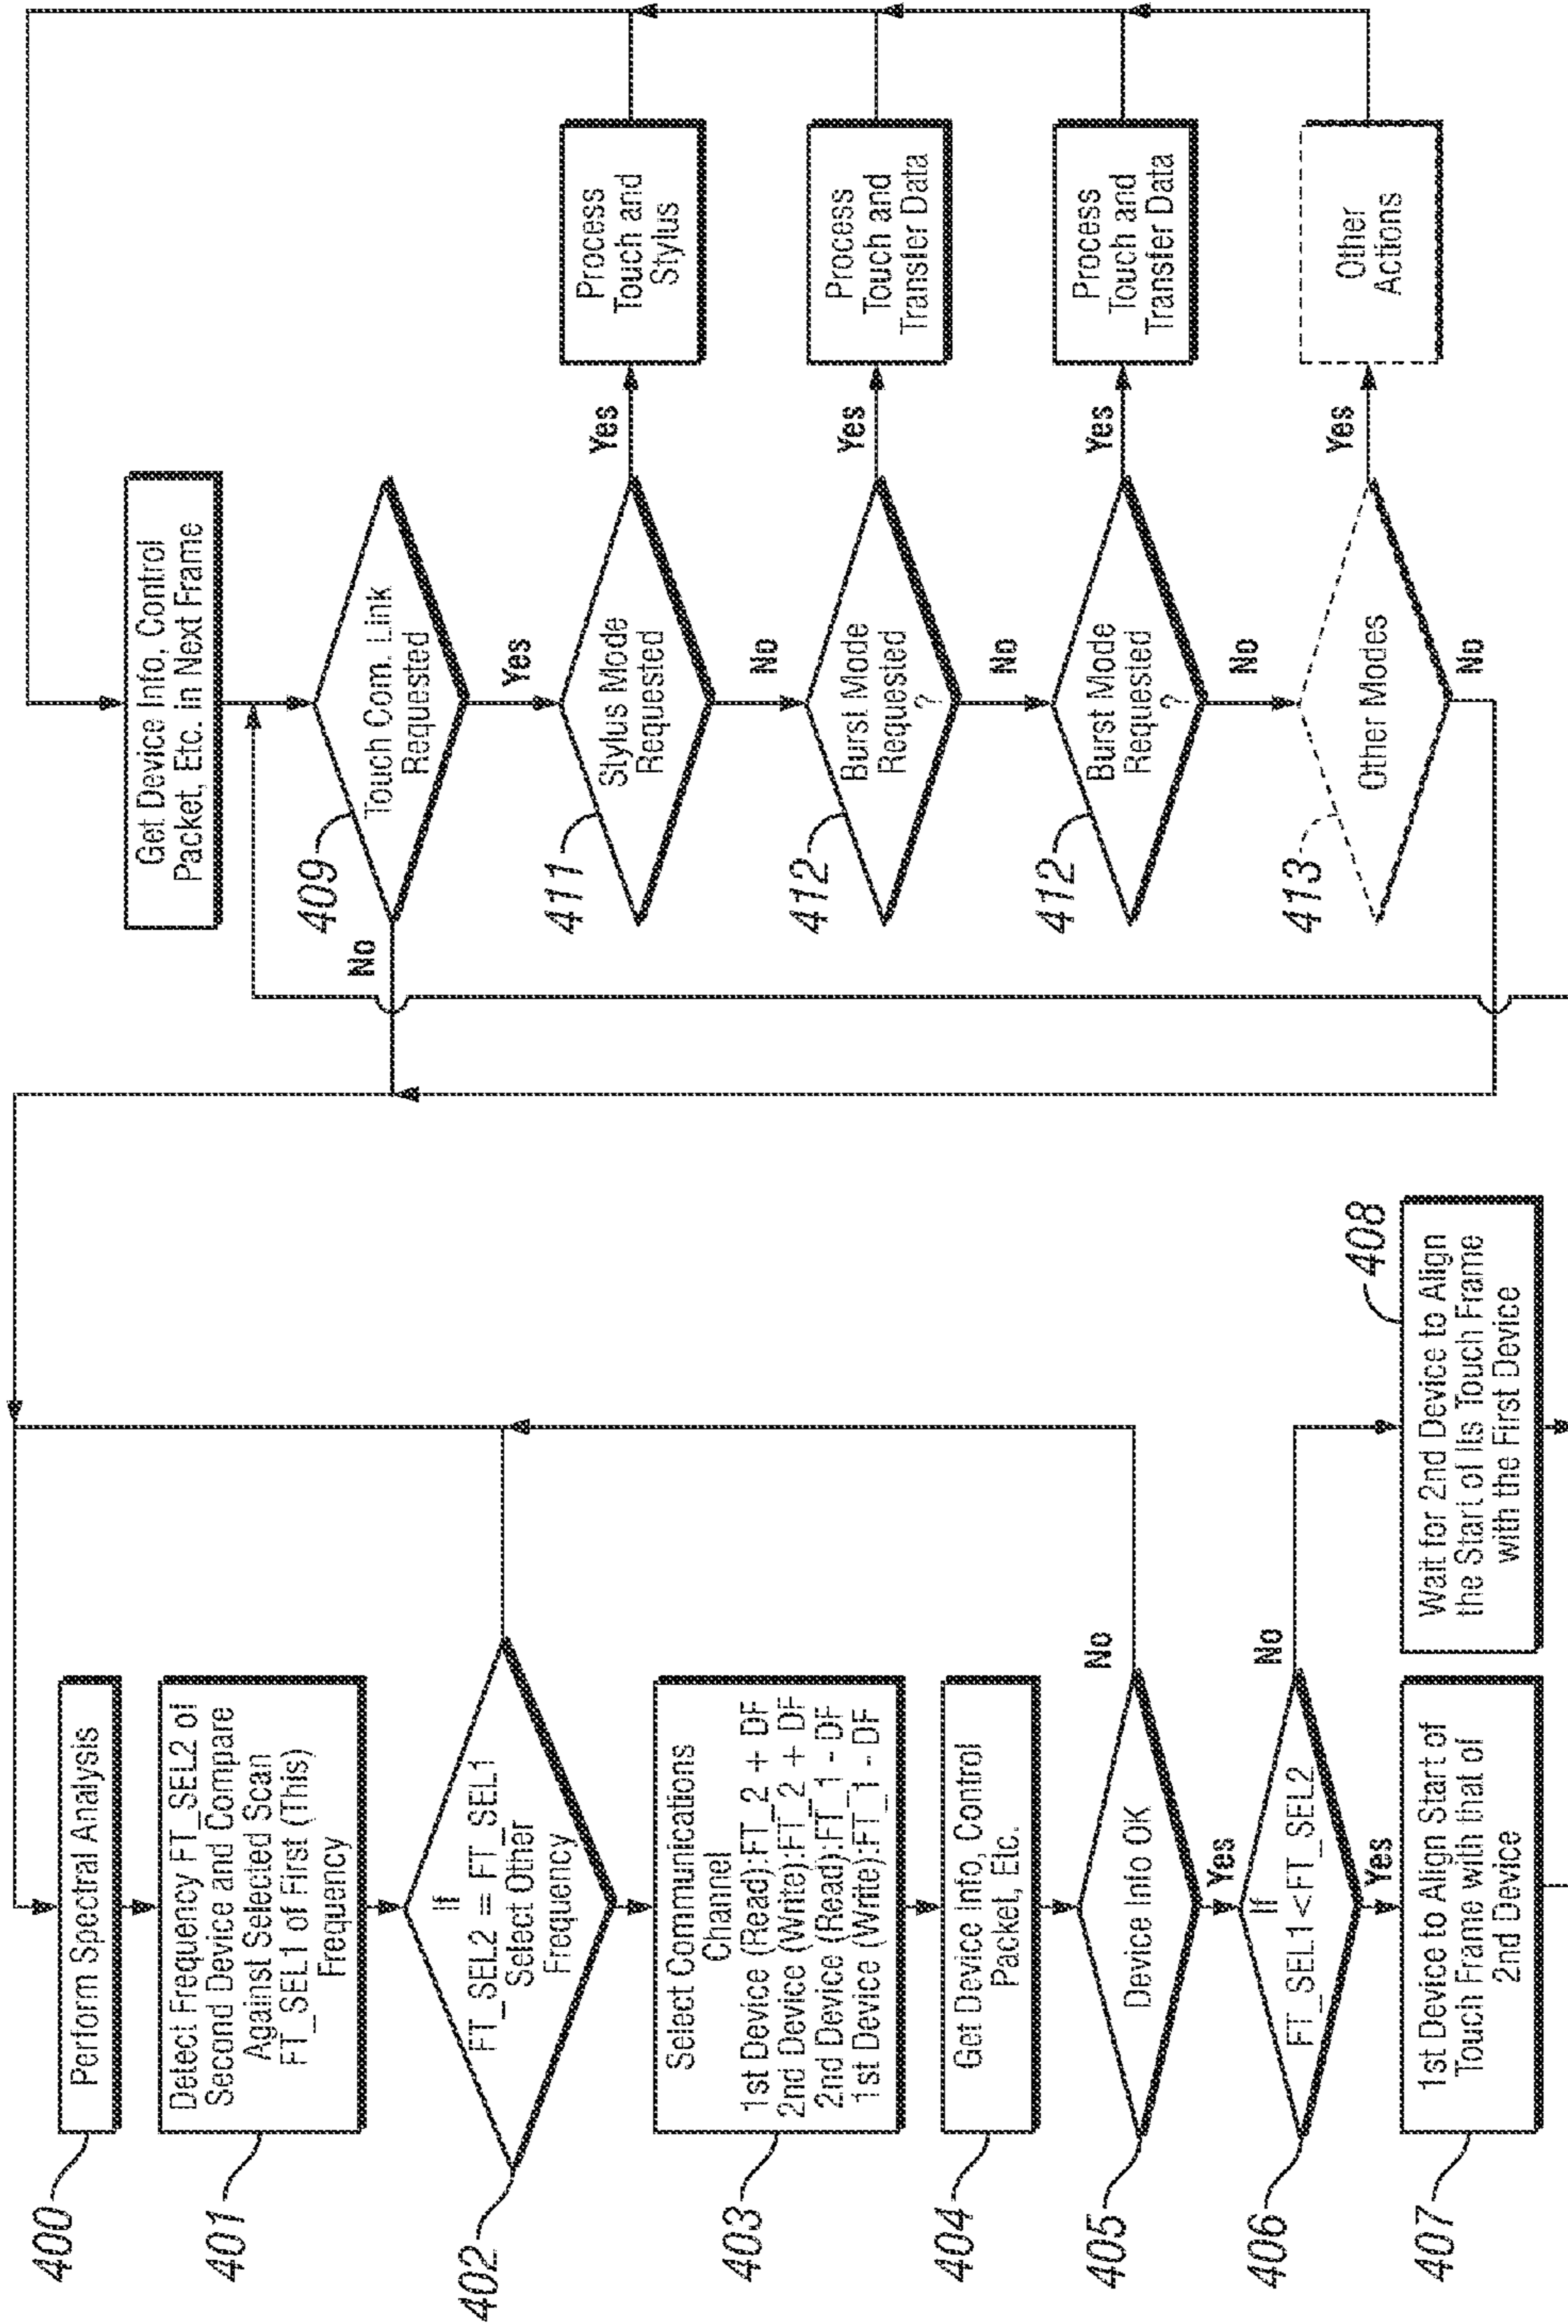 400
Perform Spectral Analysis
401
Detect Frequency FT_SEL2 of
Second Device and Compare
Against Selected Scan
FT_SEL1 of First (This)
Frequency
402
If
FT_SEL2 == FT_SEL1
Select Other
Frequency
403
Select Communications
Channel
1st Device (Read):FT_2 + DF
2nd Device (Write):FT_2 + DF
2nd Device (Read):FT_1 - DF
1st Device (Write):FT_1 - DF
404
Get Device Info, Control
Packet, Etc.
405
Device Info OK
No
Yes
406
If
FT_SEL1<FT_SEL2
No
Yes
407
1st Device to Align Start of
Touch Frame with that of
2nd Device
408
Wait for 2nd Device to Align
the Start of Its Touch Frame
with the First Device
Get Device Info, Control
Packet, Etc. in Next Frame
409
Touch Com. Link
Requested
No
Yes
411
Stylus Mode
Requested
Yes
Process
Touch and
Stylus
No
412
Burst Mode
Requested
?
Yes
Process
Touch and
Transfer Data
No
412
Burst Mode
Requested
?
Yes
Process
Touch and
Transfer Data
No
413
Other Modes
Yes
Other
Actions
No